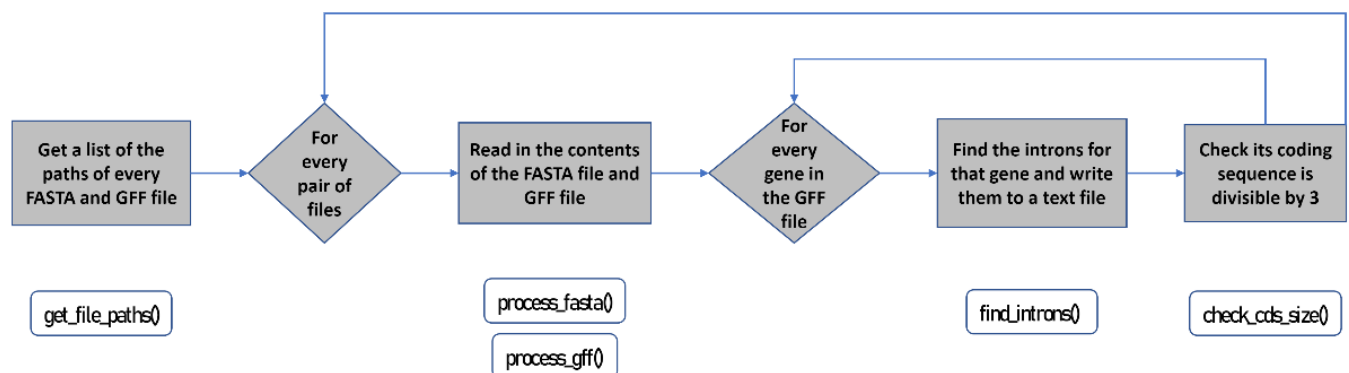 Get a list of the
paths of every
FASTA and GFF file
For
every
pair of
files
Read in the contents
of the FASTA file and
GFF file
For
every
gene in
the GFF
file
Find the introns for
that gene and write
them to a text file
Check its coding
sequence is
divisible by 3
get_file_paths()
process_fasta()
process_gff()
find_introns()
check_cds_size()